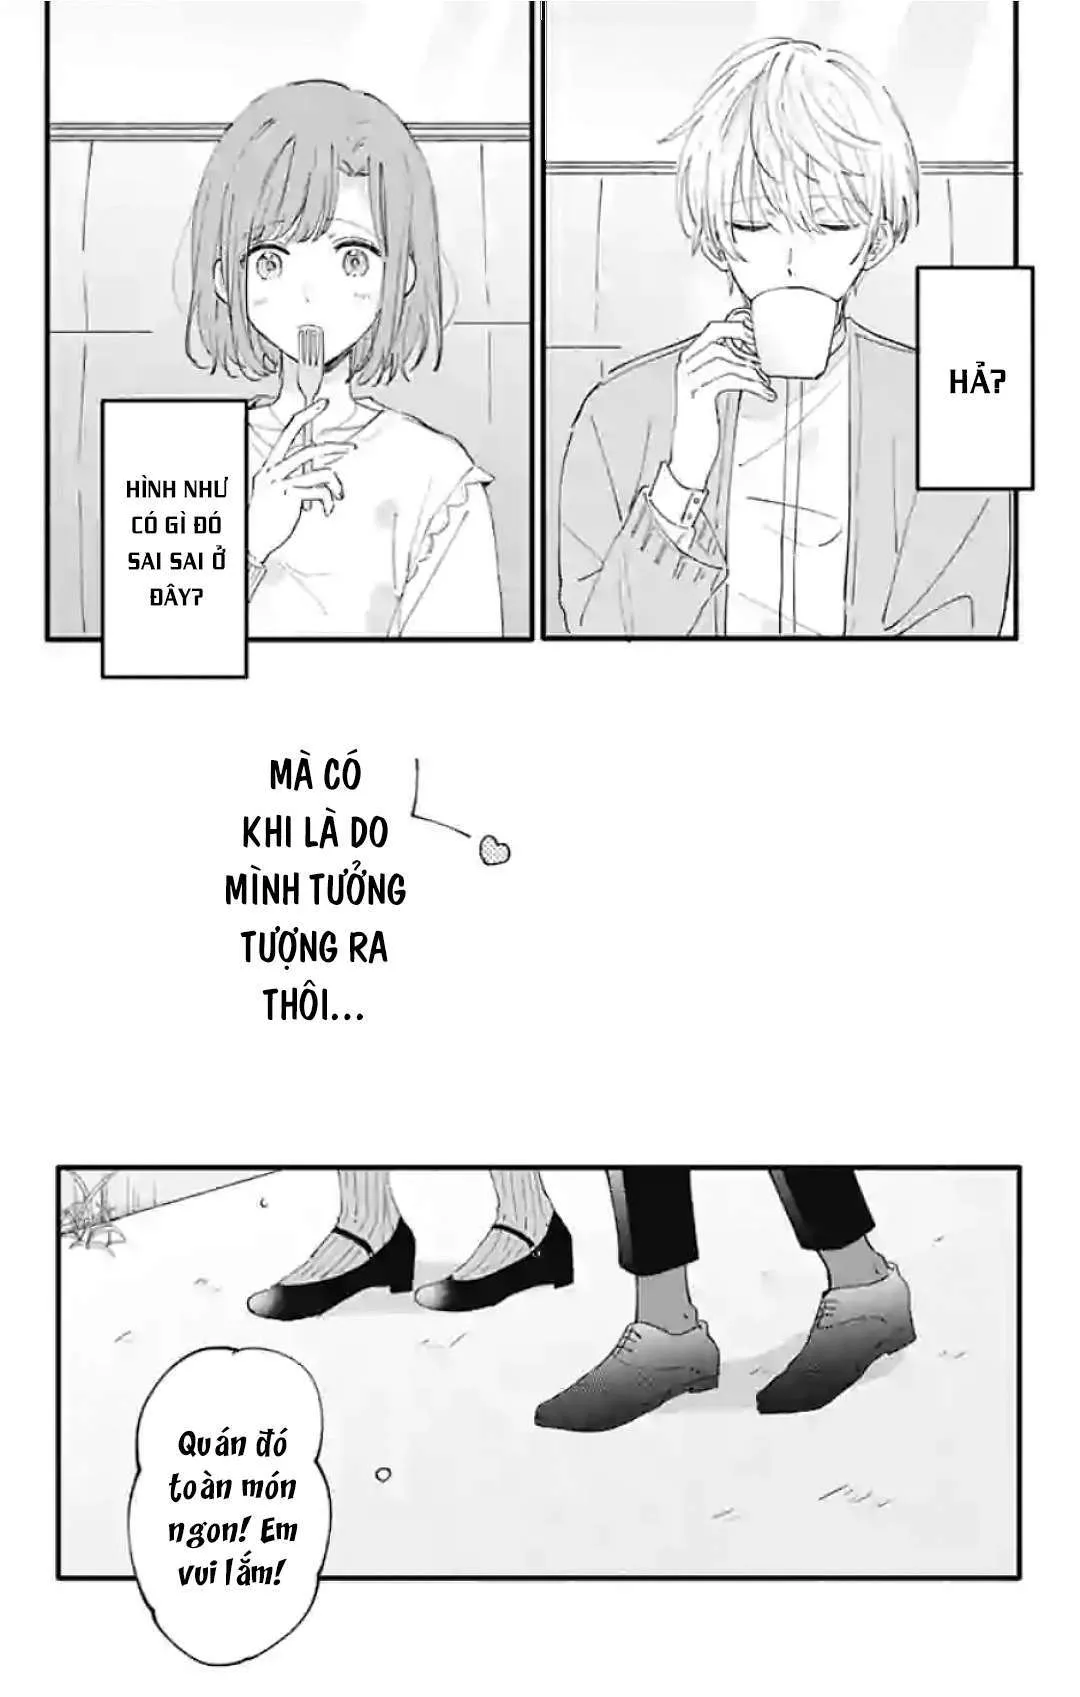 HẢ?
HÌNH NHƯ
CÓ GÌ ĐÓ
SAI SAI Ở
ĐÂY?
MÀ CÓ
KHI LÀ DO
MÌNH TƯỞNG
TƯỢNG RA
THÔI...
Quán đó
toàn món
ngon! Em
vui lắm!